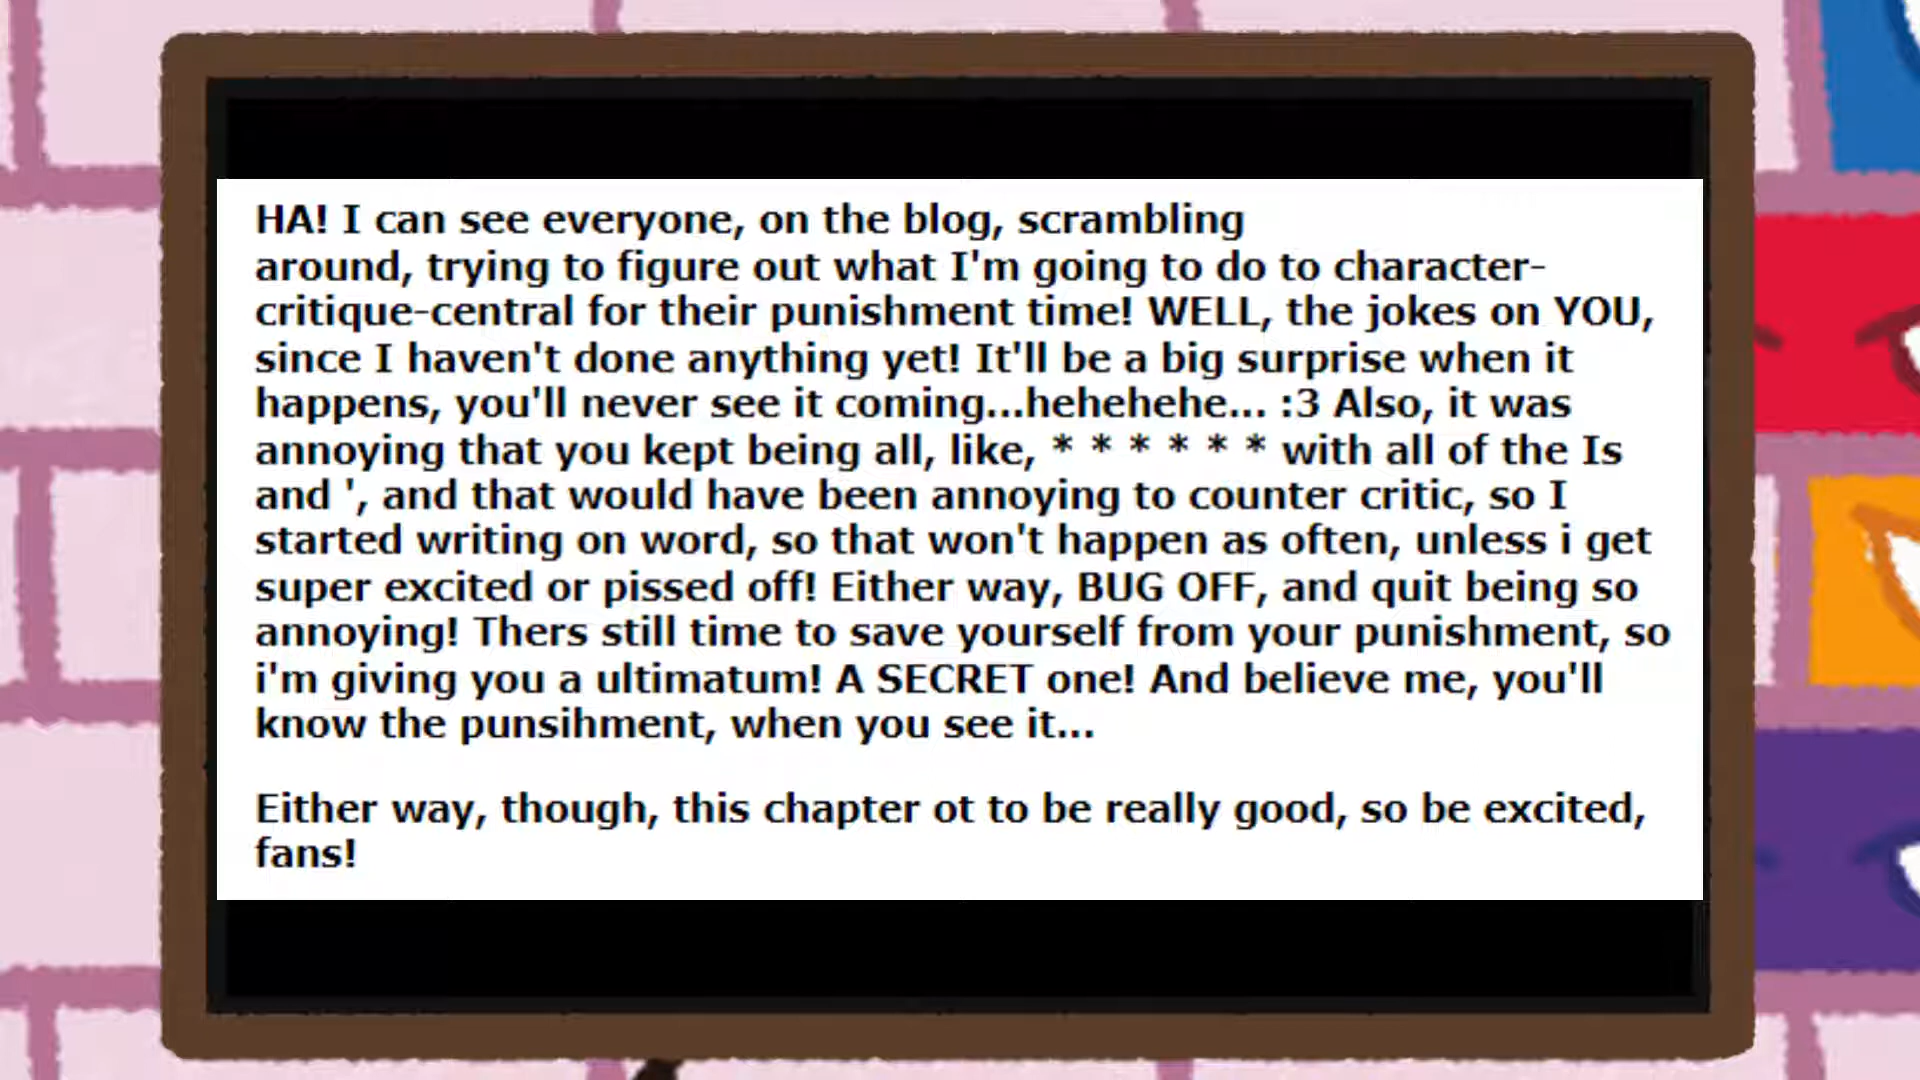 HA! I can see everyone, on the blog, scrambling
around, trying to figure out what I'm going to do to character-
critique-central for their punishment time! WELL, the jokes on YOU,
since I haven't done anything yet! It'll be a big surprise when it
happens, you'll never see it coming...hehehehe... :3 Also, it was
annoying that you kept being all, like, * * * * * * with all of the Is
and ', and that would have been annoying to counter critic, so I
started writing on word, so that won't happen as often, unless i get
super excited or pissed off! Either way, BUG OFF, and quit being so
annoying! Thers still time to save yourself from your punishment, so
i'm giving you a ultimatum! A SECRET one! And believe me, you'll
know the punsihment, when you see it...
Either way, though, this chapter ot to be really good, so be excited,
fans!